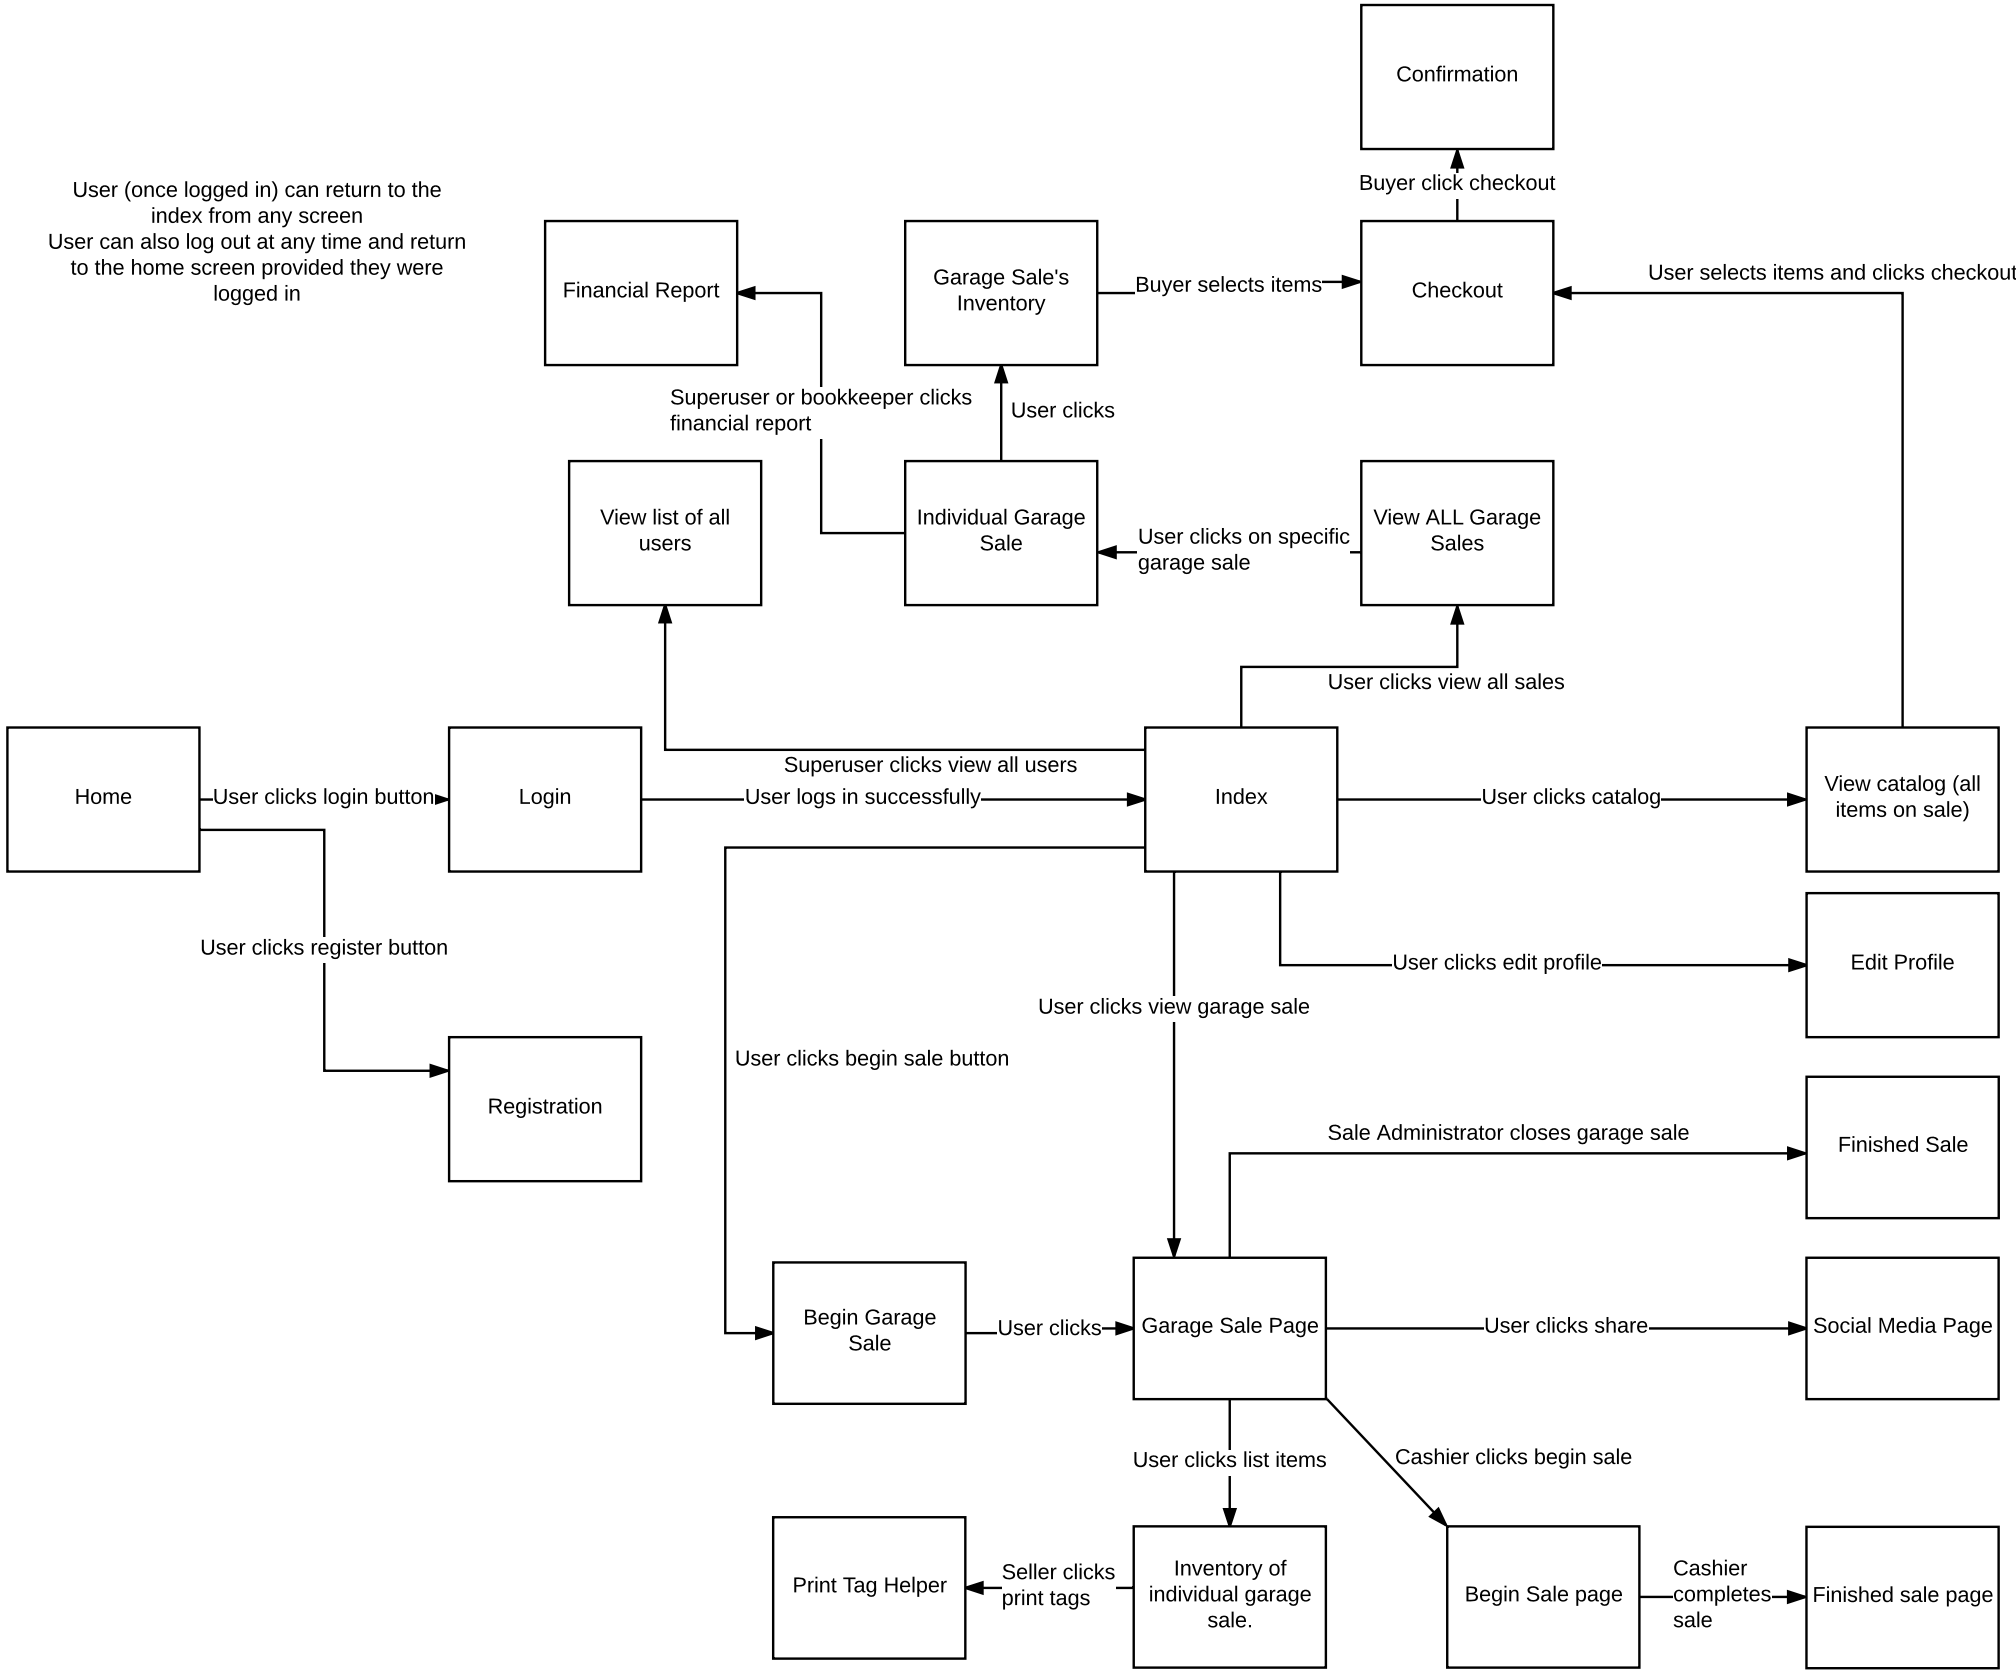 Confirmation
Buyer click checkout
User (once logged in) can return to the
index from any screen
User can also log out at any time and return
to the home screen provided they were
logged in
Financial Report
Garage Sale's
Inventory
Buyer selects items
Checkout
User selects items and clicks checkout
Superuser or bookkeeper clicks
financial report
User clicks
View list of all
users
Individual Garage
Sale
User clicks on specific
garage sale
View ALL Garage
Sales
User clicks view all sales
Superuser clicks view all users
Home
User clicks login button
Login
User logs in successfully
Index
User clicks catalog
View catalog (all
items on sale)
User clicks register button
User clicks edit profile
Edit Profile
User clicks view garage sale
User clicks begin sale button
Registration
Sale Administrator closes garage sale
Finished Sale
Begin Garage
Sale
User clicks
Garage Sale Page
User clicks share
Social Media Page
User clicks list items
Cashier clicks begin sale
Print Tag Helper
Seller clicks
print tags
Inventory of
individual garage
sale.
Begin Sale page
Cashier
completes
sale
Finished sale page